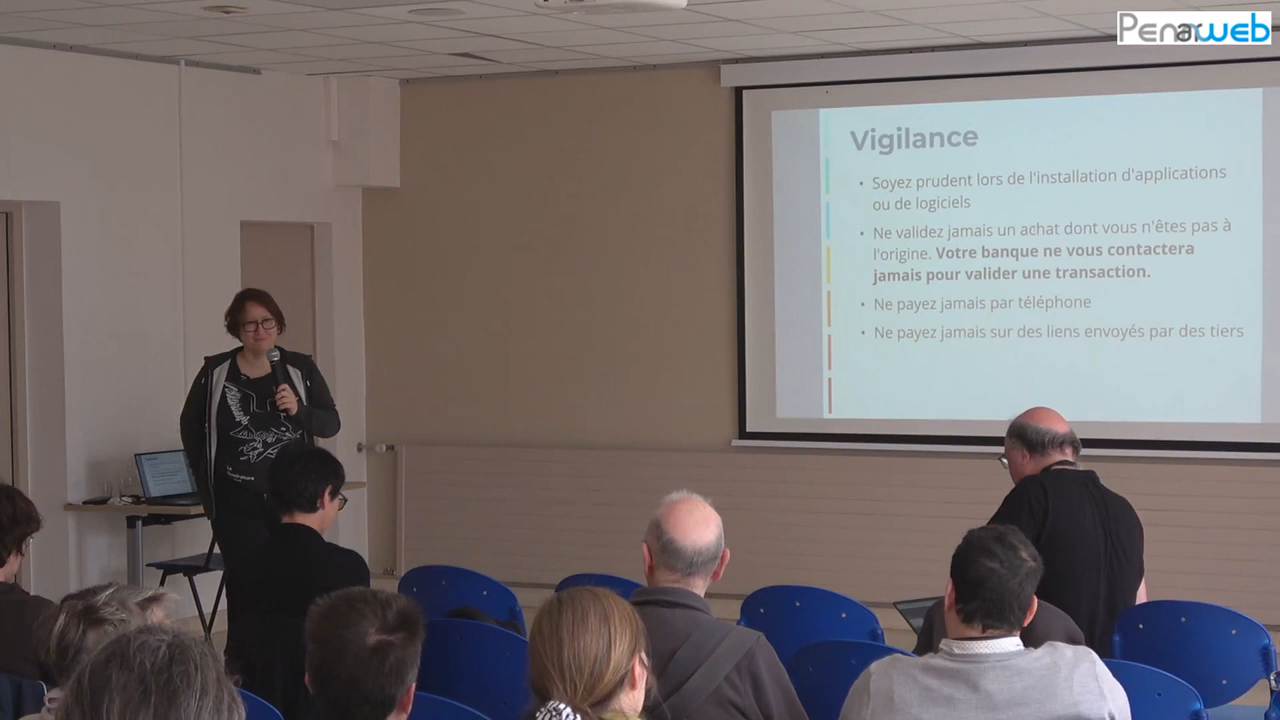 Penarweb
Vigilance
• Soyez prudent lors de l'installation d'applications
ou de logiciels
• Ne validez jamais un achat dont vous n'êtes pas à
l'origine. Votre banque ne vous contactera
jamais pour valider une transaction.
• Ne payez jamais par téléphone
• Ne payez jamais sur des liens envoyés par des tiers